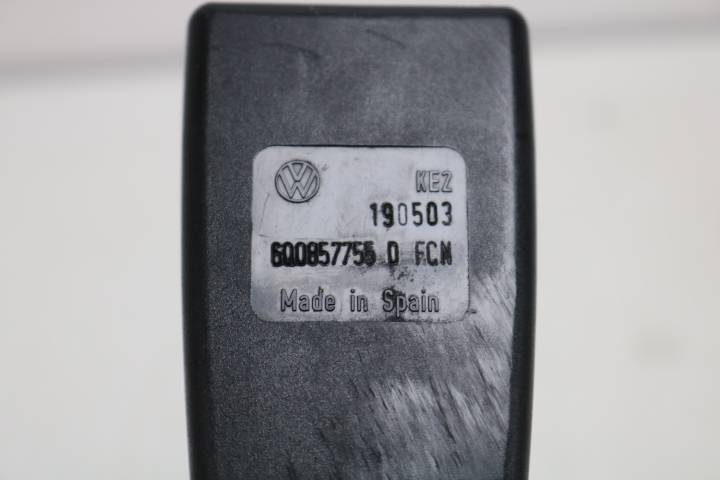 KEZ
190503
6Q0857755 D FCN
Made in Spain